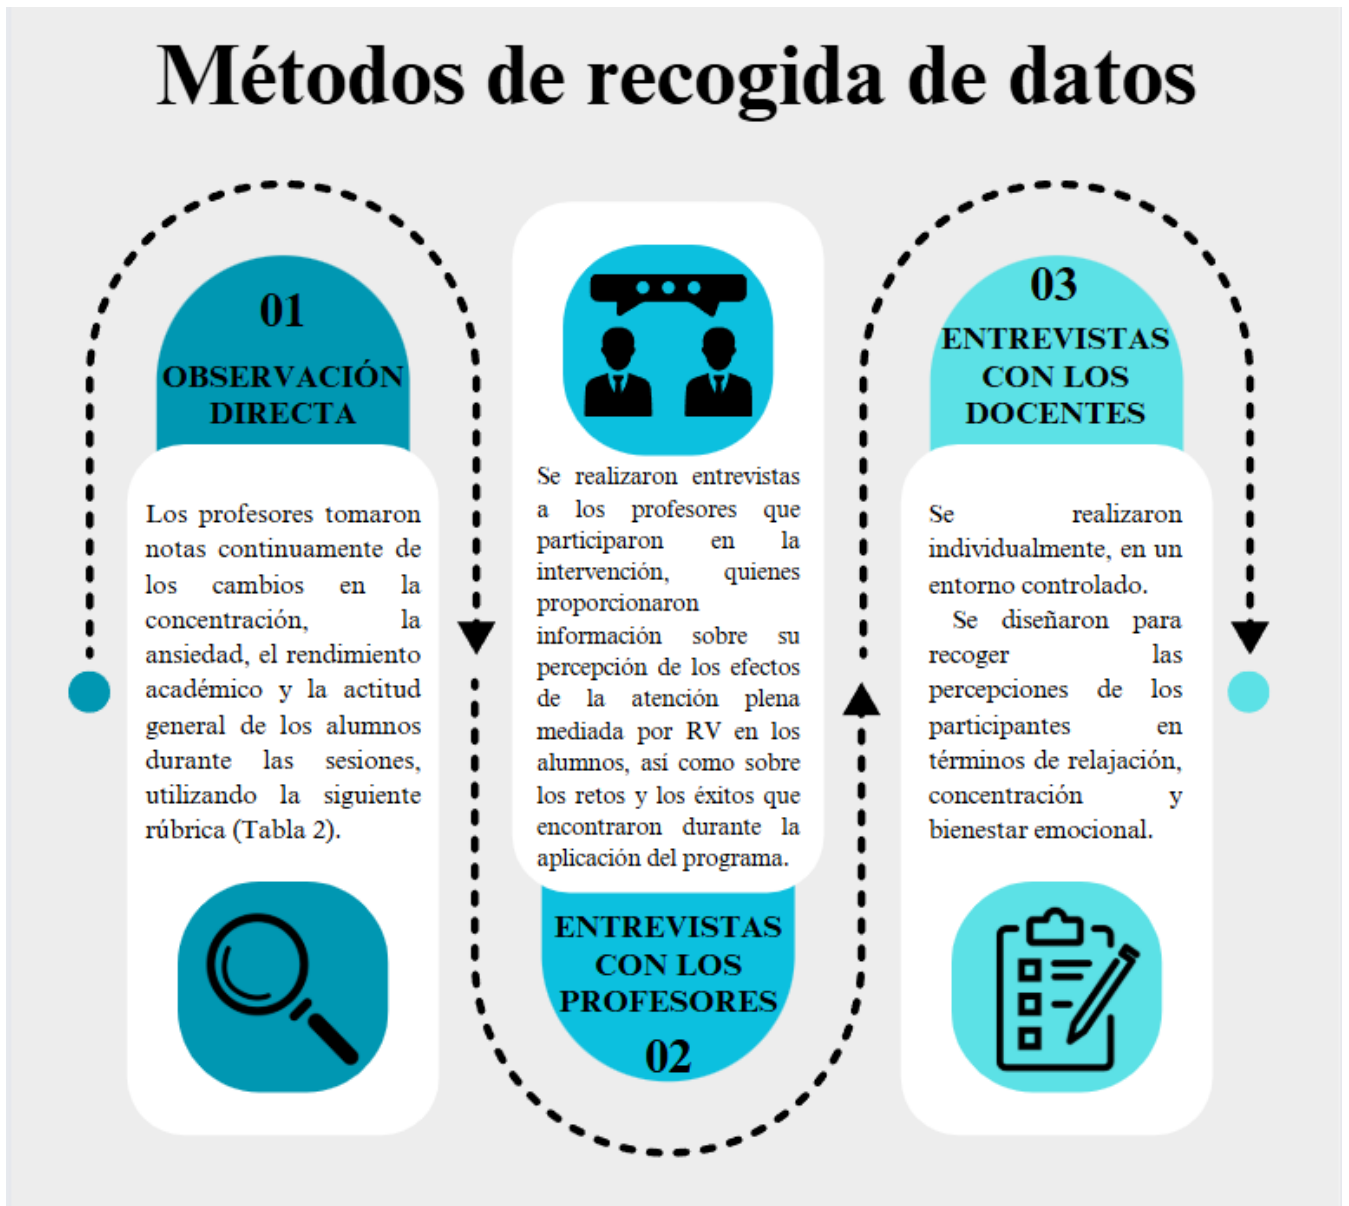 Métodos de recogida de datos
01
OBSERVACIÓN
DIRECTA
Los profesores tomaron
notas continuamente de
los cambios en la
concentración, la
ansiedad, el rendimiento
académico y la actitud
general de los alumnos
durante las sesiones,
utilizando la siguiente
rúbrica (Tabla 2).
Se realizaron entrevistas
a los profesores que
participaron en la
intervención, quienes
proporcionaron
información sobre su
percepción de los efectos
de la atención plena
mediada por RV en los
alumnos, así como sobre
los retos y los éxitos que
encontraron durante la
aplicación del programa.
ENTREVISTAS
CON LOS
PROFESORES
02
03
ENTREVISTAS
CON LOS
DOCENTES
Se realizaron
individualmente, en un
entorno controlado.
Se diseñaron para
recoger las
percepciones de los
participantes en
términos de relajación,
concentración y
bienestar emocional.